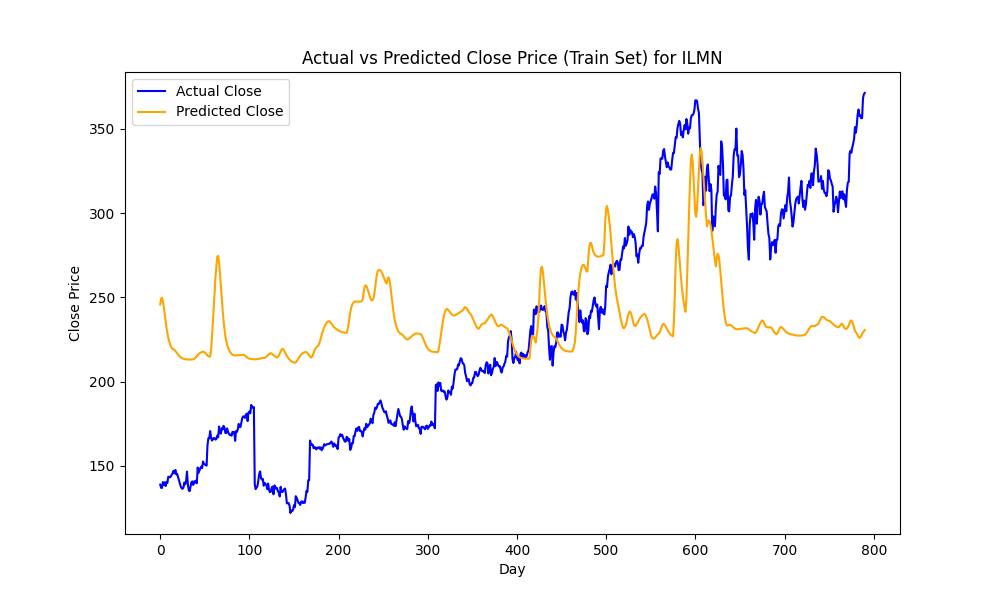 Actual vs Predicted Close Price (Train Set) for ILMN
Actual Close
Predicted Close
350
300
250
200
150
Close Price
0 100 200 300 400 500 600 700 800
Day